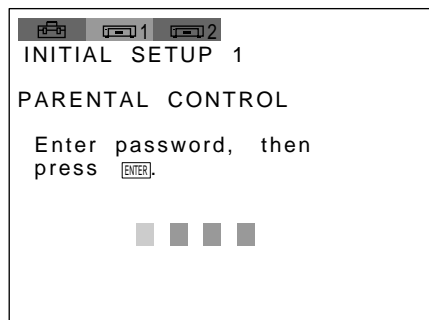 1 2
INITIAL SETUP 1
PARENTAL CONTROL
Enter password, then
press ENTER.